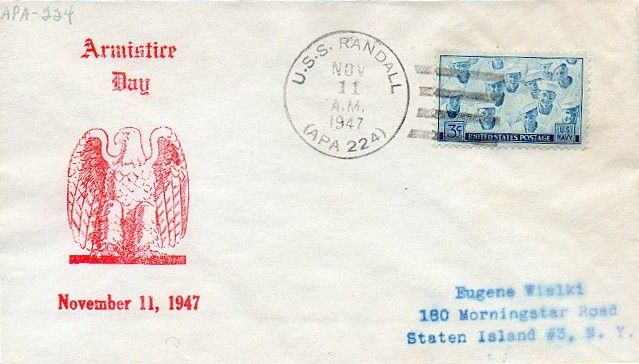 APA-224
Armistice
Day
November 11, 1947
U.S.S. RANDALL
NOV
11
A.M.
1947
(APA 224)
3¢
UNITED STATES POSTAGE
U.S.
NAVY
Eugene Wielki
180 Morningstar Road
Staten Island #3, N. Y.